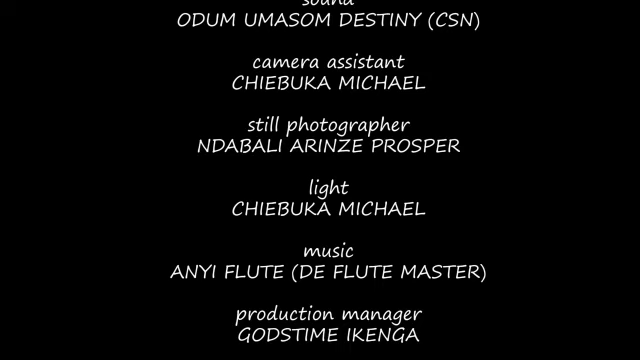 sound
ODUM UMASOM DESTINY (CSN)
camera assistant
CHIEBUKA MICHAEL
still photographer
NDABALI ARINZE PROSPER
light
CHIEBUKA MICHAEL
music
ANYI FLUTE (DE FLUTE MASTER)
production manager
GODSTIME IKENGA